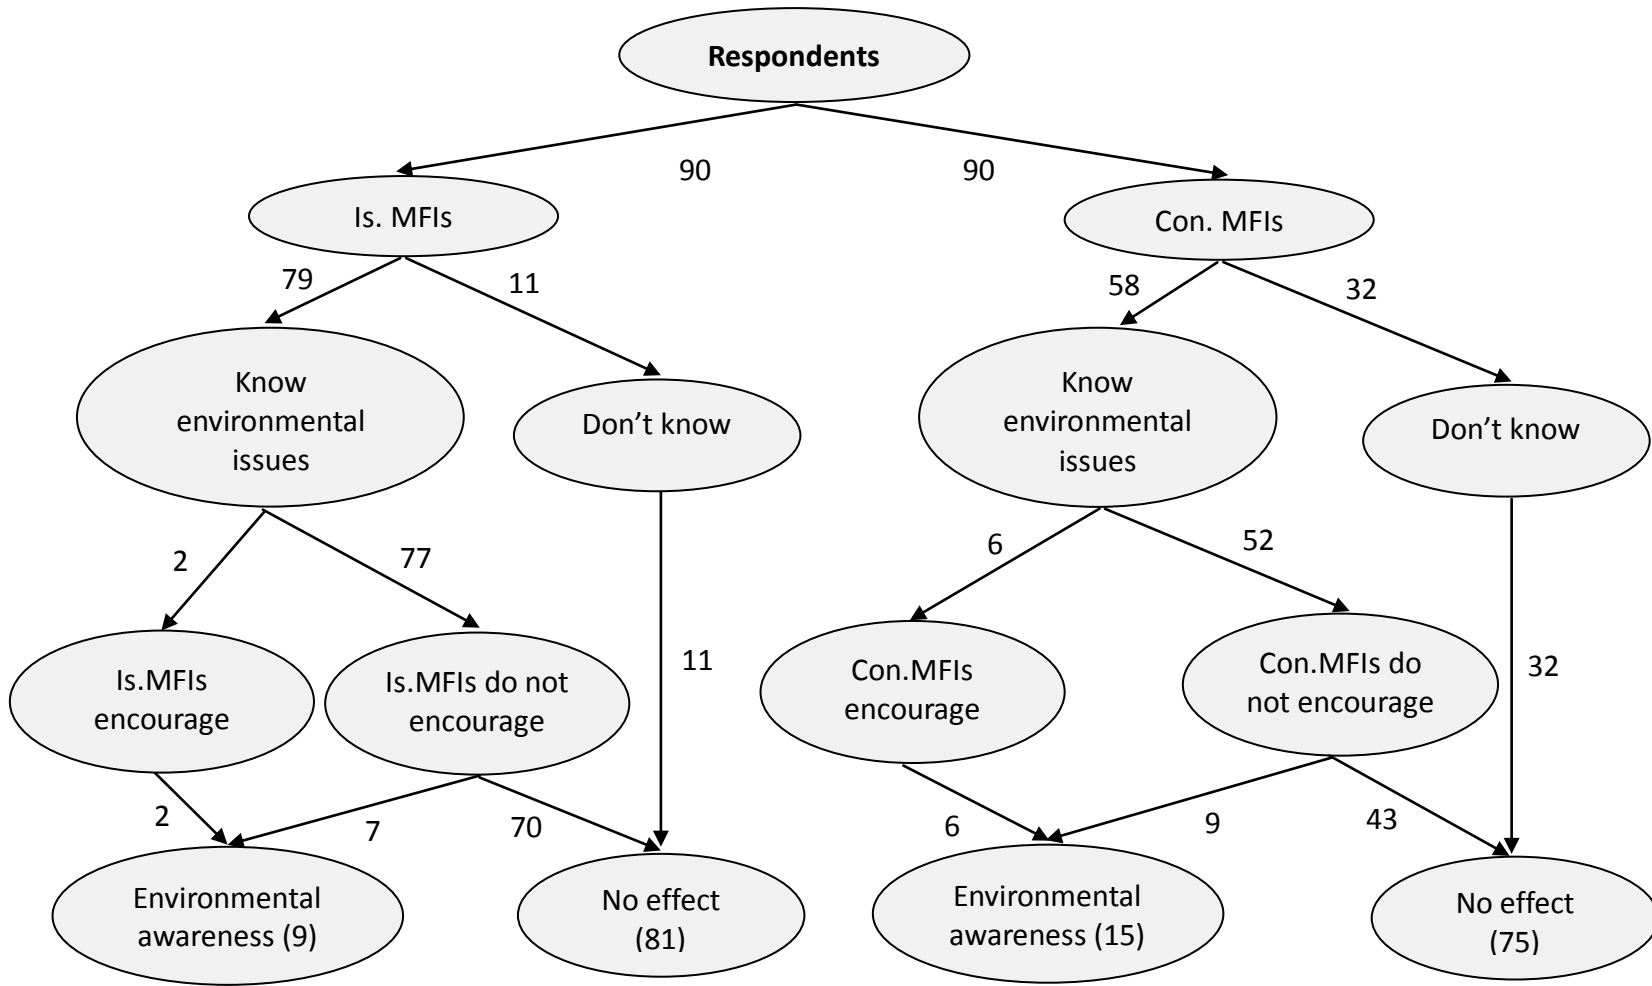 Respondents
90
90
Is. MFIs
Con. MFIs
79
11
58
32
Know
environmental
issues
Don’t know
Know
environmental
issues
Don’t know
2
77
6
52
Is.MFIs
encourage
Is.MFIs do not
encourage
11
Con.MFIs
encourage
Con.MFIs do
not encourage
32
2
7
70
6
9
43
Environmental
awareness (9)
No effect
(81)
Environmental
awareness (15)
No effect
(75)